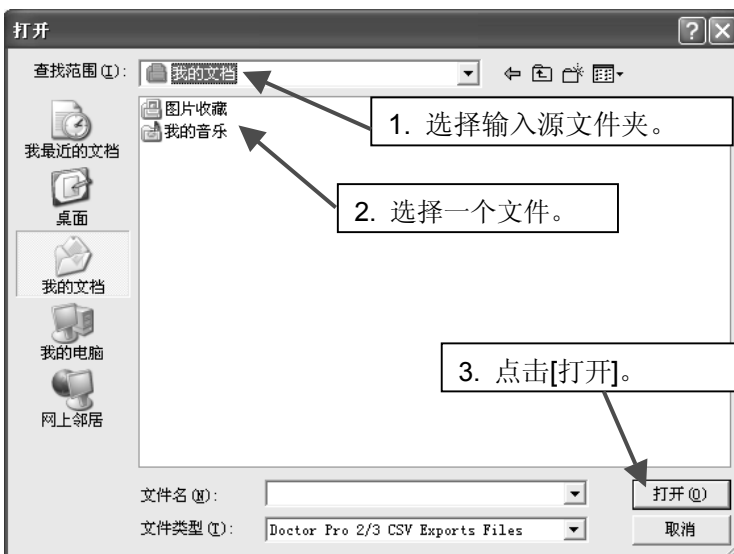 打开
查找范围(I):
我的文档
图片收藏
我的音乐
1. 选择输入源文件夹。
2. 选择一个文件。
我最近的文档
桌面
我的文档
我的电脑
网上邻居
3. 点击[打开]。
文件名(N):
打开(O)
文件类型(T):
Doctor Pro 2/3 CSV Exports Files
取消